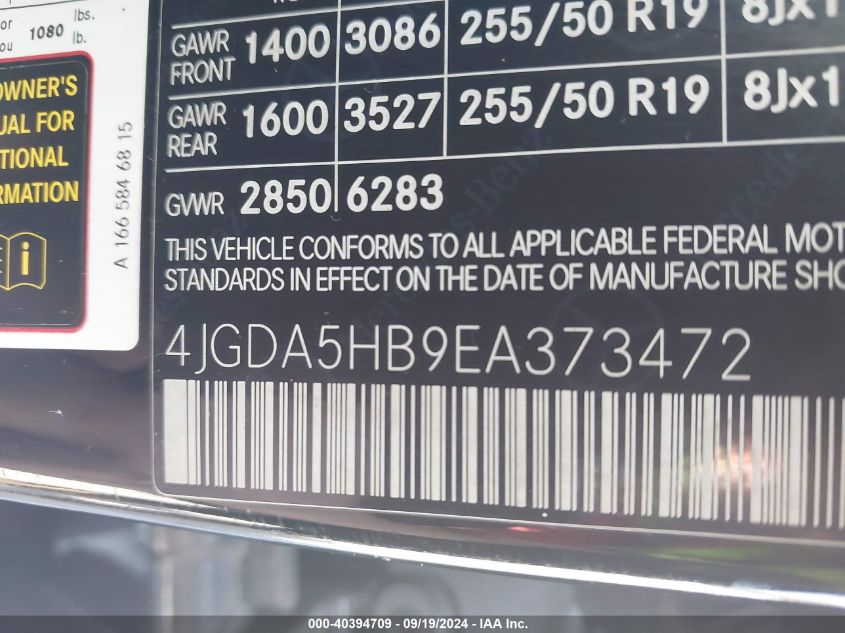 or lbs.
ou 1080 lb.
OWNER'S
UAL FOR
TIONAL
RMATION
A 166 584 68 15
GAWR FRONT 1400 3086 255/50 R19 8Jx1
GAWR REAR 1600 3527 255/50 R19 8Jx1
GVWR 2850 6283
THIS VEHICLE CONFORMS TO ALL APPLICABLE FEDERAL MOT
STANDARDS IN EFFECT ON THE DATE OF MANUFACTURE SHO
4JGDA5HB9EA373472
000-40394709 - 09/19/2024 - IAA Inc.